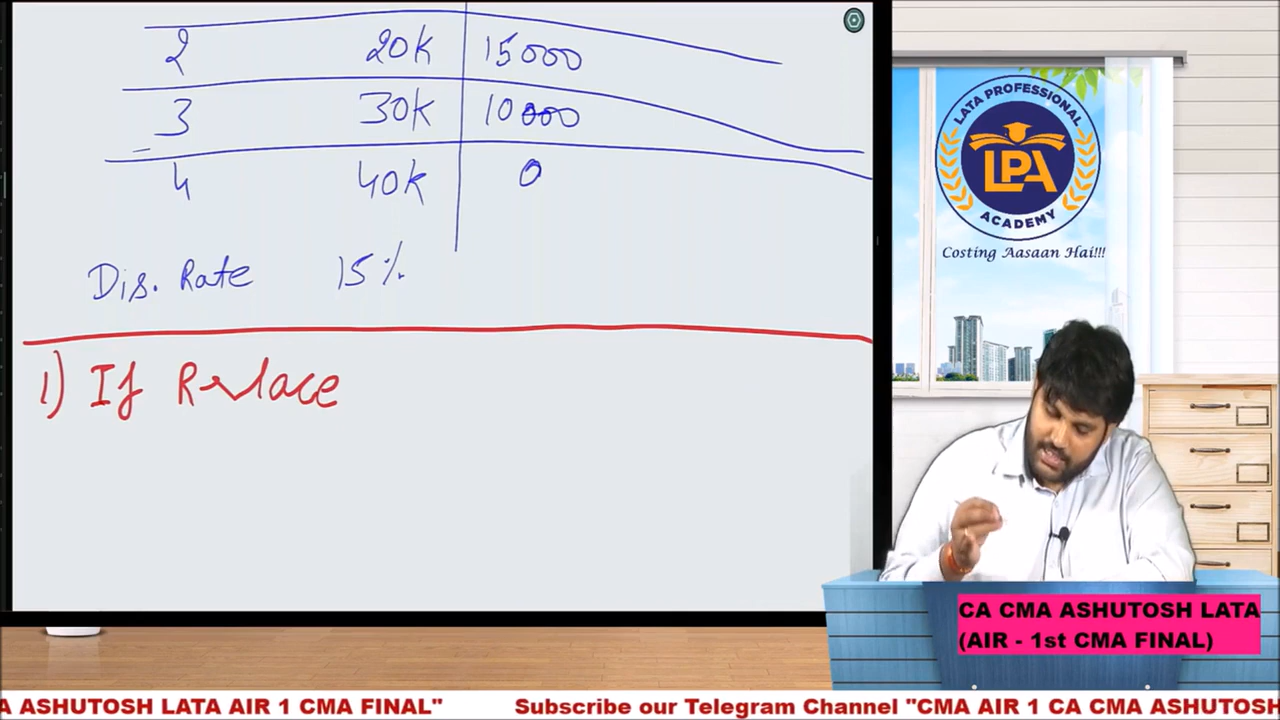 2 20k 15000
3 30k 10000
4 40k 0
Dis. Rate 15%
1) If Replace
LATA PROFESSIONAL
LPA
ACADEMY
Costing Aasaan Hai!!!
CA CMA ASHUTOSH LATA
(AIR - 1st CMA FINAL)
A ASHUTOSH LATA AIR 1 CMA FINAL" Subscribe our Telegram Channel "CMA AIR 1 CA CMA ASHUTOSH